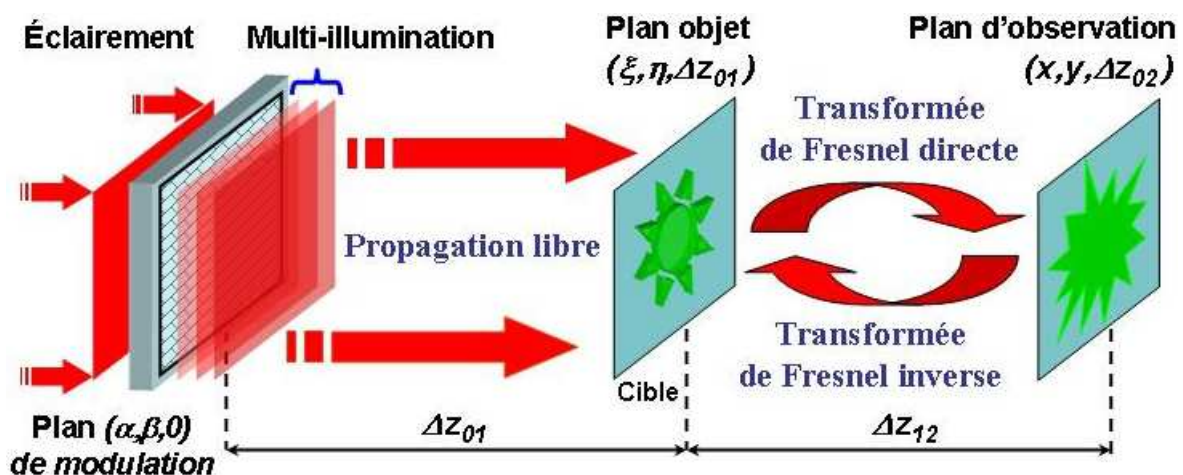 Éclairement
Multi-illumination
Plan objet
(ξ, η, Δz01)
Plan d'observation
(x, y, Δz02)
Transformée
de Fresnel directe
Propagation libre
Transformée
de Fresnel inverse
Cible
Plan (α,β,0)
de modulation
Δz01
Δz12